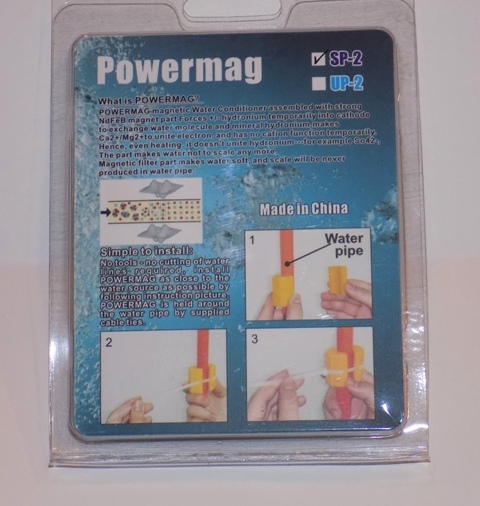 Powermag
SP-2
UP-2
What is POWERMAG?
POWERMAG magnetic Water Conditioner assembled with strong
NdFeB magnet part Forces +/- hydronium temporarily into cathode
to exchange water molecule and mineral hydronium, makes
Ca2+/Mg2+to unite electron, and has no cation function temporarily.
Hence, even heating, it doesn't unite hydronium ---for example So42-.
The part makes water not to scale any more.
Magnetic filter part makes water soft, and scale will be never
produced in water pipe
Made in China
Simple to install:
No tools - no cutting of water
lines required. Install
POWERMAG as close to the
water source as possible by
following instruction picture.
POWERMAG is held around
the water pipe by supplied
cable ties.
1
Water
pipe
2
3